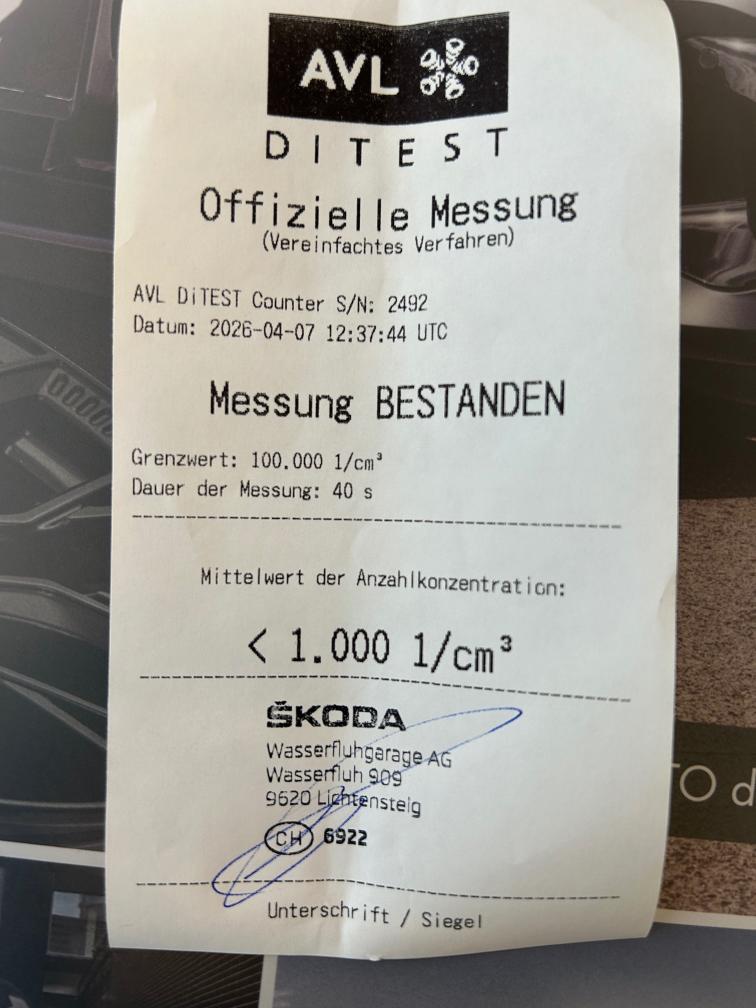 AVL
DITEST
Offizielle Messung
(Vereinfachtes Verfahren)
AVL DiTEST Counter S/N: 2492
Datum: 2026-04-07 12:37:44 UTC
Messung BESTANDEN
Grenzwert: 100.000 1/cm³
Dauer der Messung: 40 s
Mittelwert der Anzahlkonzentration:
< 1.000 1/cm³
ŠKODA
Wasserfluhgarage AG
Wasserfluh 909
9620 Lichtensteig
CH 6922
Unterschrift / Siegel
TO d